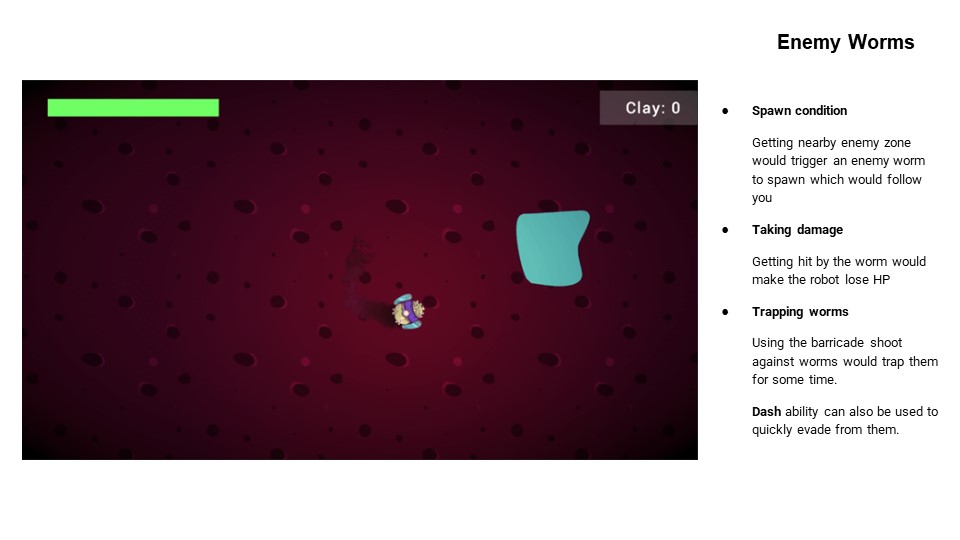 Enemy Worms
Clay: 0
● Spawn condition
Getting nearby enemy zone
would trigger an enemy worm
to spawn which would follow
you
● Taking damage
Getting hit by the worm would
make the robot lose HP
● Trapping worms
Using the barricade shoot
against worms would trap them
for some time.
Dash ability can also be used to
quickly evade from them.